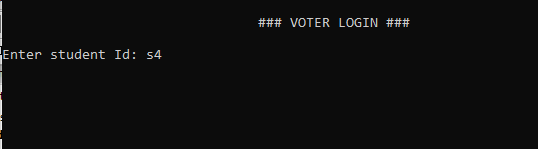 ### VOTER LOGIN ###
Enter student Id: s4